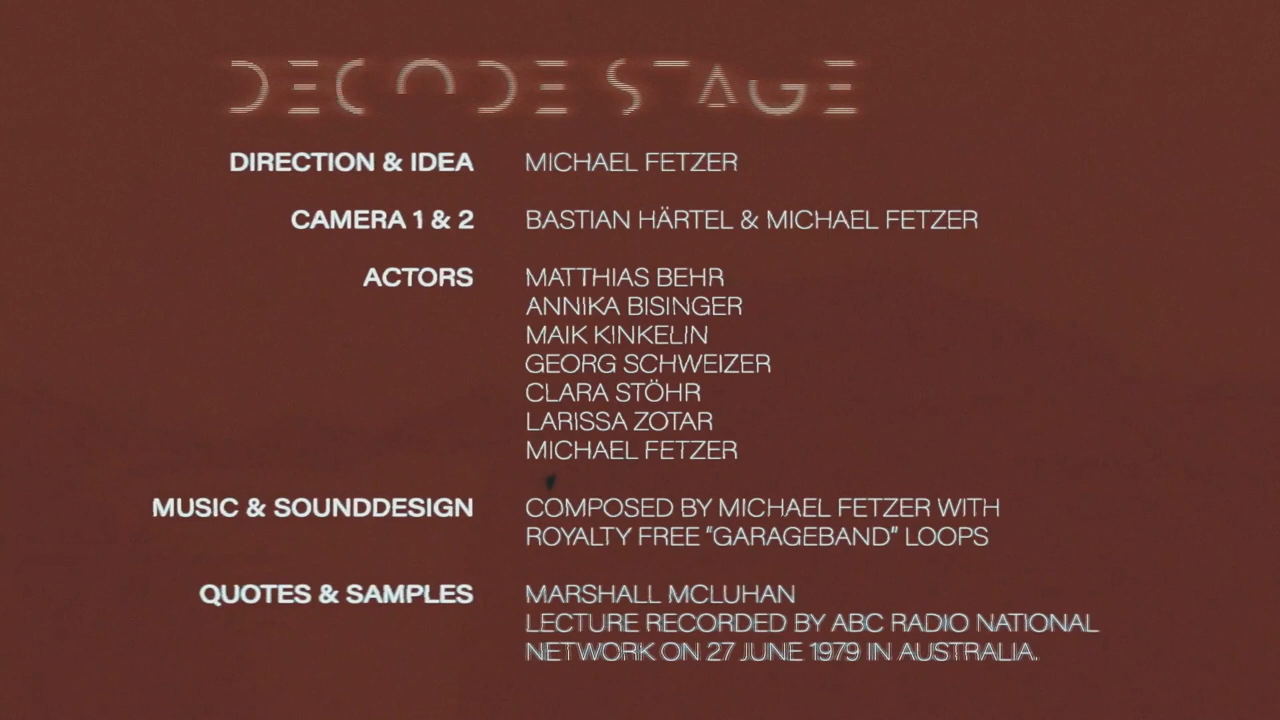 DECODE STAGE
DIRECTION & IDEA MICHAEL FETZER
CAMERA 1 & 2 BASTIAN HÄRTEL & MICHAEL FETZER
ACTORS MATTHIAS BEHR
ANNIKA BISINGER
MAIK KINKELIN
GEORG SCHWEIZER
CLARA STÖHR
LARISSA ZOTAR
MICHAEL FETZER
MUSIC & SOUNDDESIGN COMPOSED BY MICHAEL FETZER WITH
ROYALTY FREE "GARAGEBAND" LOOPS
QUOTES & SAMPLES MARSHALL MCLUHAN
LECTURE RECORDED BY ABC RADIO NATIONAL
NETWORK ON 27 JUNE 1979 IN AUSTRALIA.